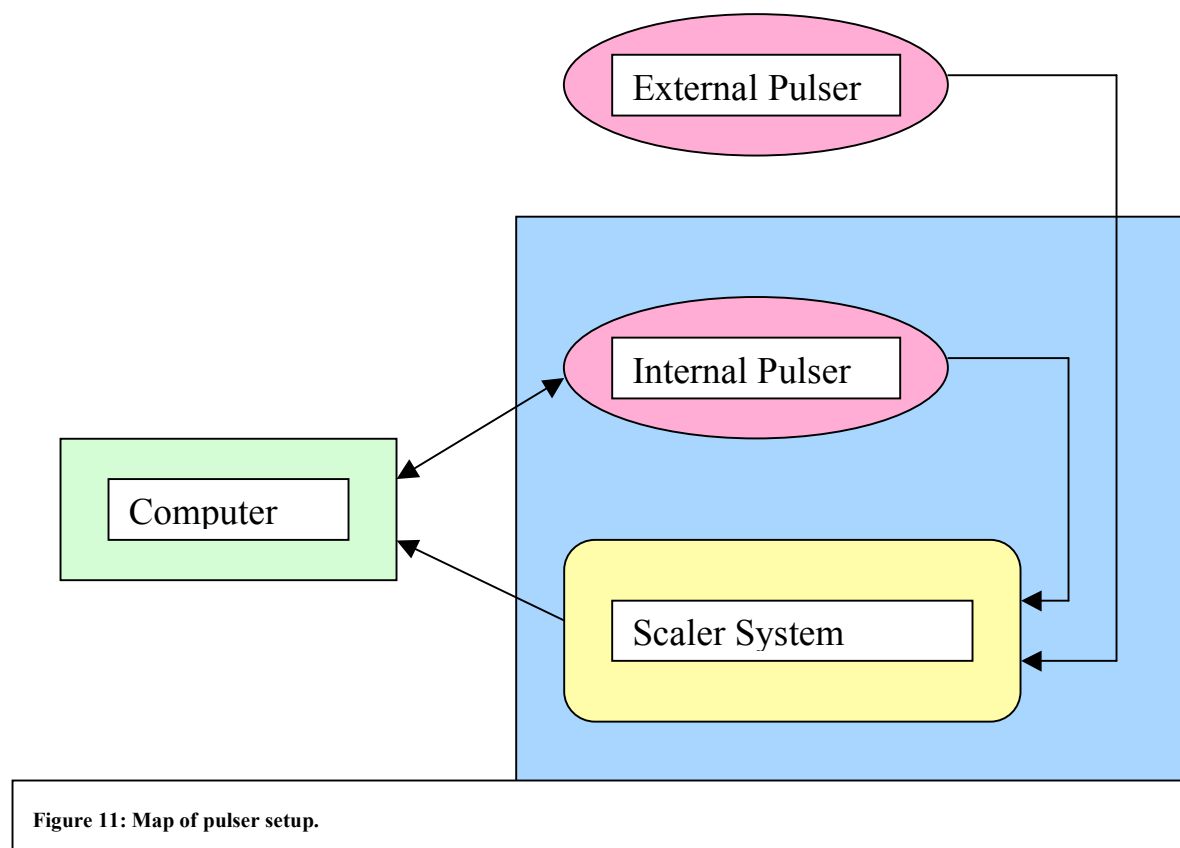 External Pulser
Internal Pulser
Computer
Scaler System
Figure 11: Map of pulser setup.